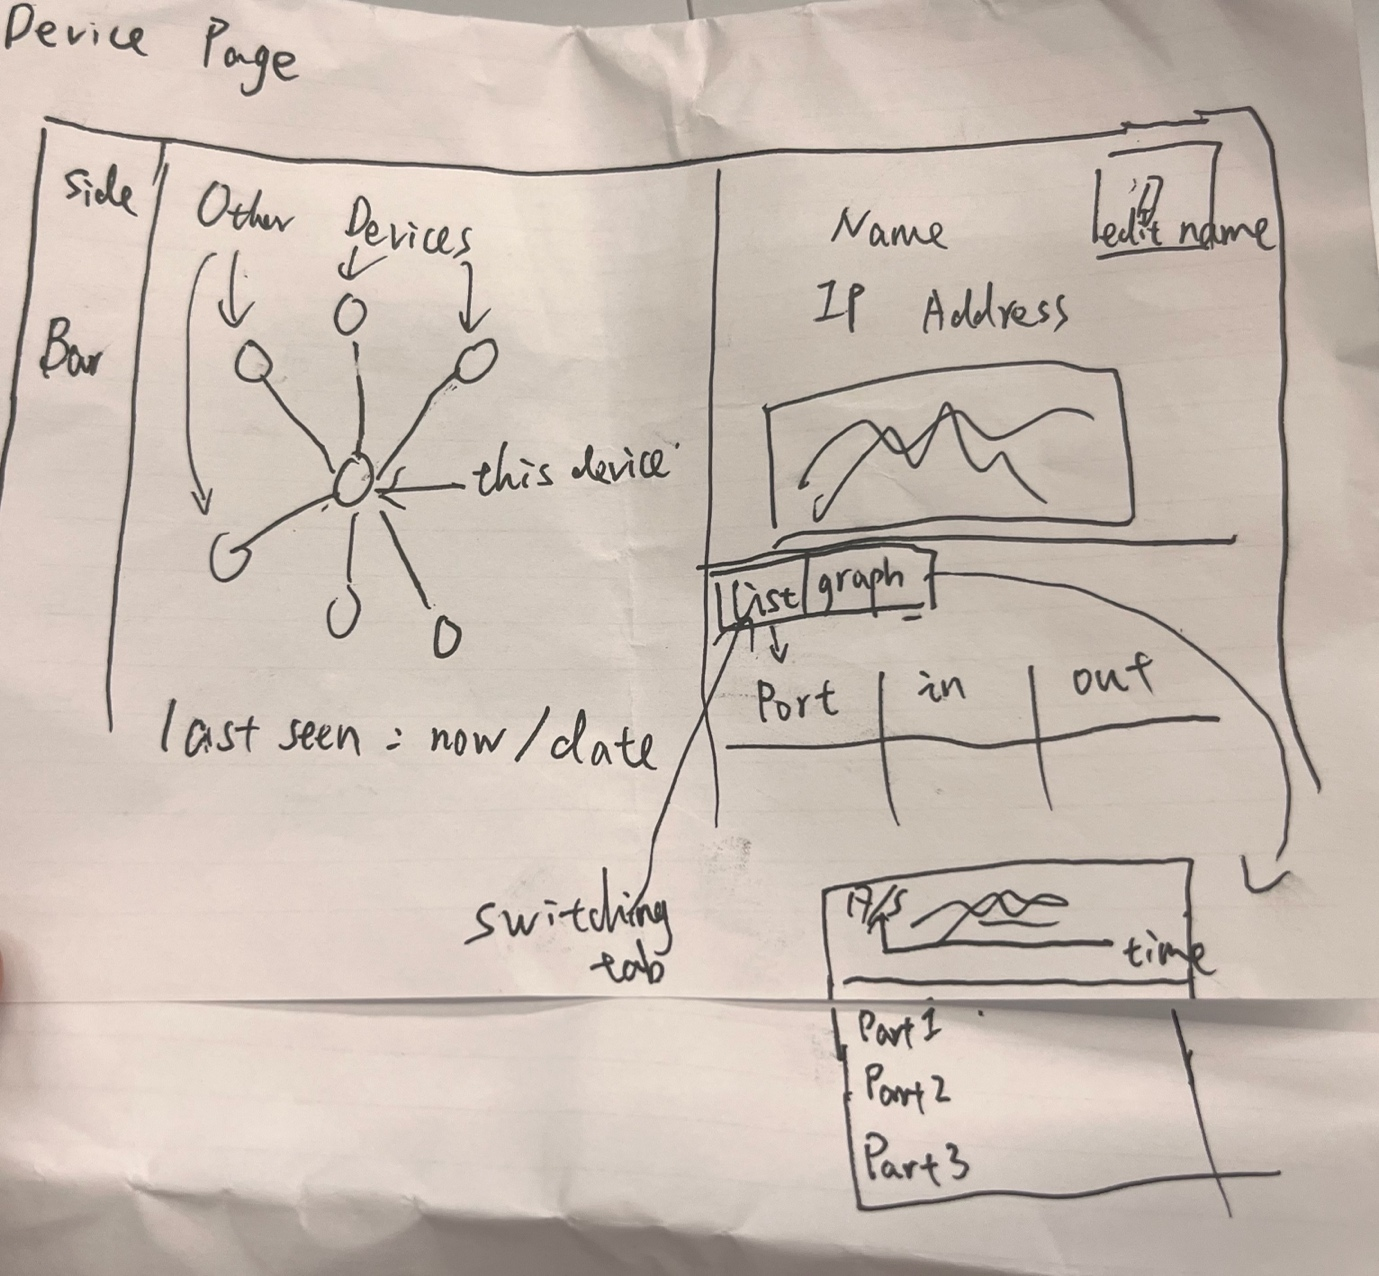 Device Page
Side
Bar
Other Devices
this device
last seen : now/date
Name
edit name
IP Address
list graph
Port in out
switching
tab
time
Part 1
Part 2
Part 3